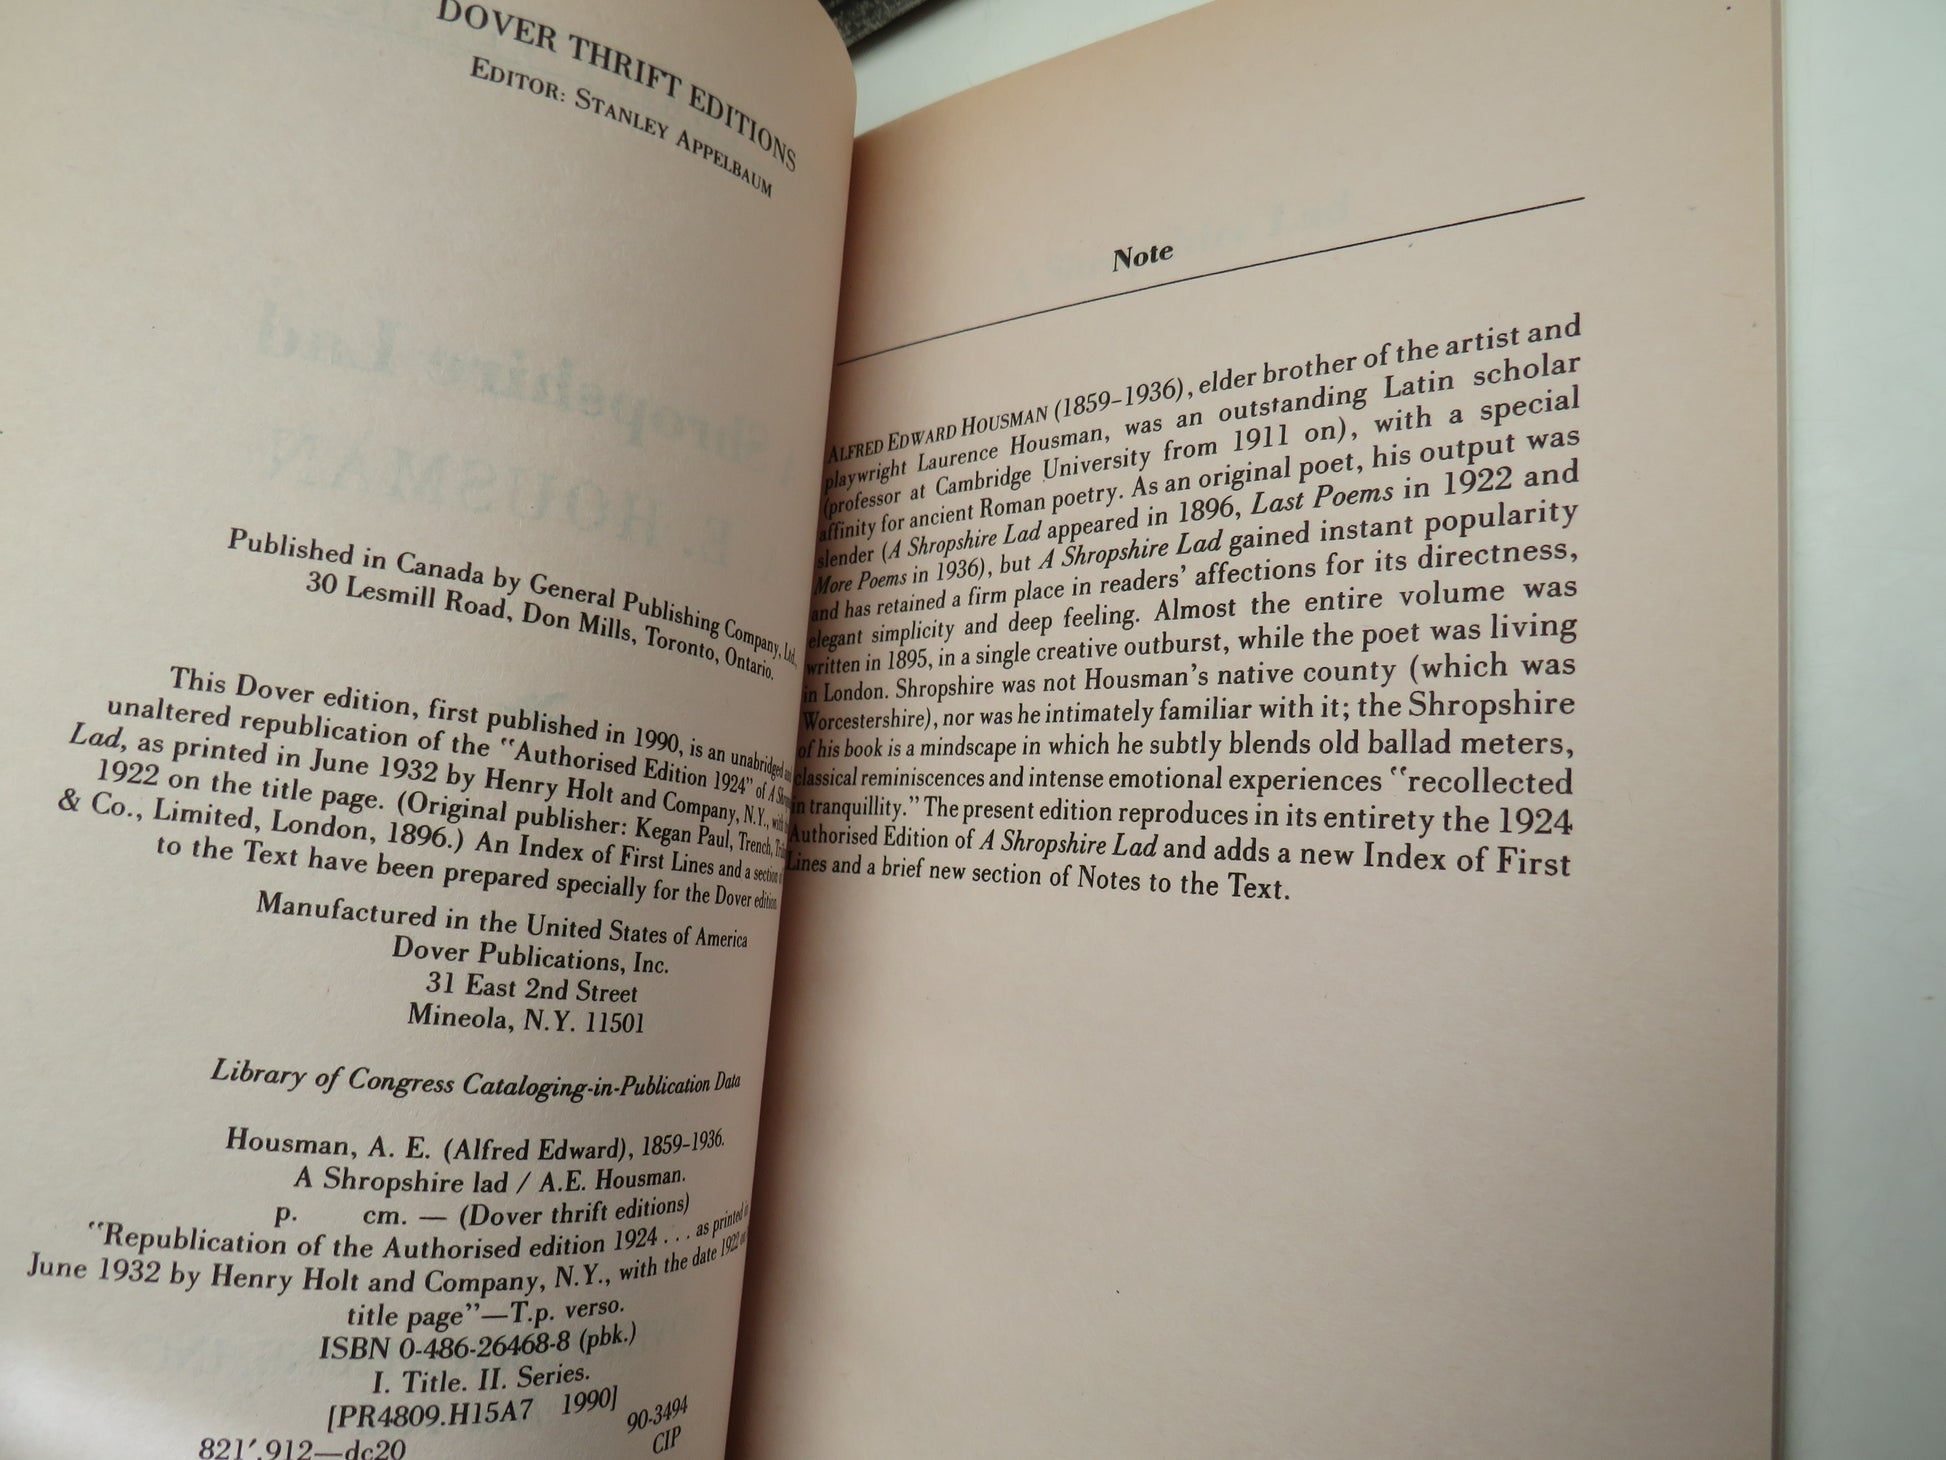 DOVER THRIFT EDITIONS
EDITOR: STANLEY APPELBAUM
Published in Canada by General Publishing Company, Ltd.,
30 Lesmill Road, Don Mills, Toronto, Ontario.
This Dover edition, first published in 1990, is an unabridged and
unaltered republication of the "Authorised Edition 1924" of A
Lad, as printed in June 1932 by Henry Holt and Company, N.Y., with
1922 on the title page. (Original publisher: Kegan Paul, Trench,
& Co., Limited, London, 1896.) An Index of First Lines and a section
to the Text have been prepared specially for the Dover edition.
Manufactured in the United States of America
Dover Publications, Inc.
31 East 2nd Street
Mineola, N.Y. 11501
Library of Congress Cataloging-in-Publication Data
Housman, A. E. (Alfred Edward), 1859–1936.
A Shropshire lad / A.E. Housman.
p. cm. — (Dover thrift editions)
"Republication of the Authorised edition 1924 . . . as printed in
June 1932 by Henry Holt and Company, N.Y., with the date 1922 on
title page"—T.p. verso.
ISBN 0-486-26468-8 (pbk.)
I. Title. II. Series.
[PR4809.H15A7 1990]
821′.912—dc20
90-3494
CIP
Note
ALFRED EDWARD HOUSMAN (1859–1936), elder brother of the artist and
playwright Laurence Housman, was an outstanding Latin scholar
(professor at Cambridge University from 1911 on), with a special
affinity for ancient Roman poetry. As an original poet, his output was
slender (A Shropshire Lad appeared in 1896, Last Poems in 1922 and
More Poems in 1936), but A Shropshire Lad gained instant popularity
and has retained a firm place in readers' affections for its directness,
elegant simplicity and deep feeling. Almost the entire volume was
written in 1895, in a single creative outburst, while the poet was living
in London. Shropshire was not Housman's native county (which was
Worcestershire), nor was he intimately familiar with it; the Shropshire
of his book is a mindscape in which he subtly blends old ballad meters,
classical reminiscences and intense emotional experiences "recollected
in tranquillity." The present edition reproduces in its entirety the 1924
Authorised Edition of A Shropshire Lad and adds a new Index of First
Lines and a brief new section of Notes to the Text.